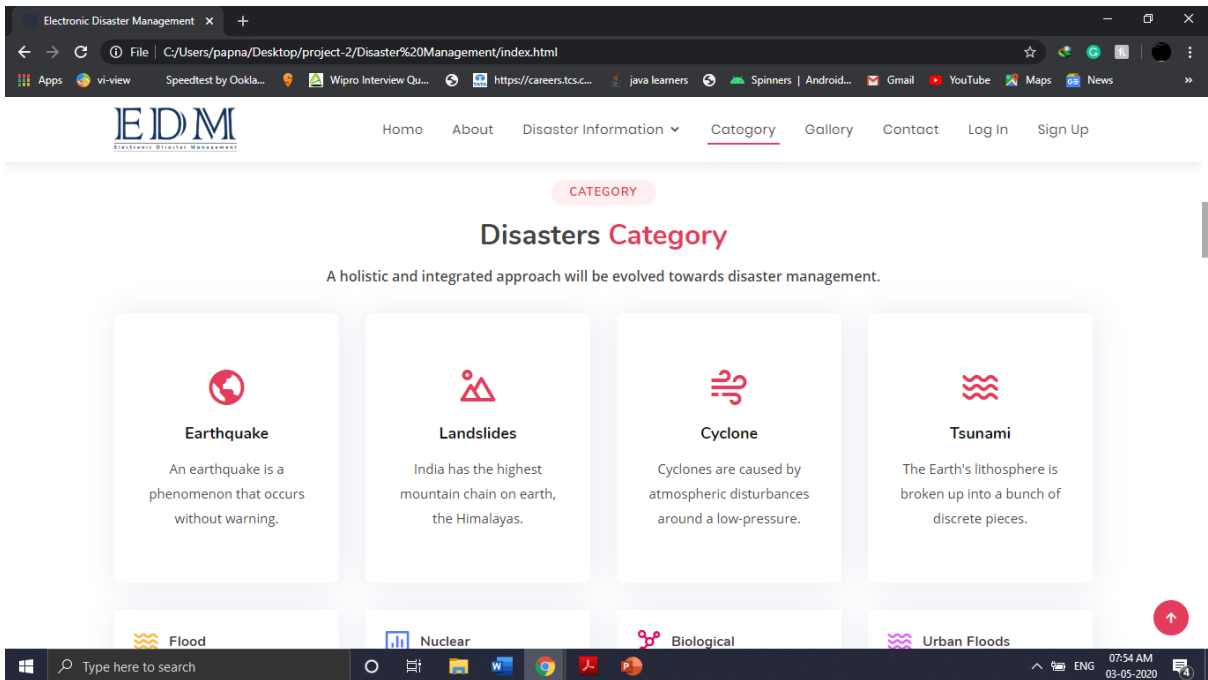 Electronic Disaster Management
File C:/Users/papna/Desktop/project-2/Disaster%20Management/index.html
Apps vi-view Speedtest by Ookla... Wipro Interview Qu... https://careers.tcs.c... java learners Spinners | Android... Gmail YouTube Maps News »
EDM
Electronic Disaster Management
Home About Disaster Information Category Gallery Contact Log In Sign Up
CATEGORY
Disasters Category
A holistic and integrated approach will be evolved towards disaster management.
Earthquake
An earthquake is a
phenomenon that occurs
without warning.
Landslides
India has the highest
mountain chain on earth,
the Himalayas.
Cyclone
Cyclones are caused by
atmospheric disturbances
around a low-pressure.
Tsunami
The Earth's lithosphere is
broken up into a bunch of
discrete pieces.
Flood
Nuclear
Biological
Urban Floods
Type here to search
ENG
07:54 AM
03-05-2020
4